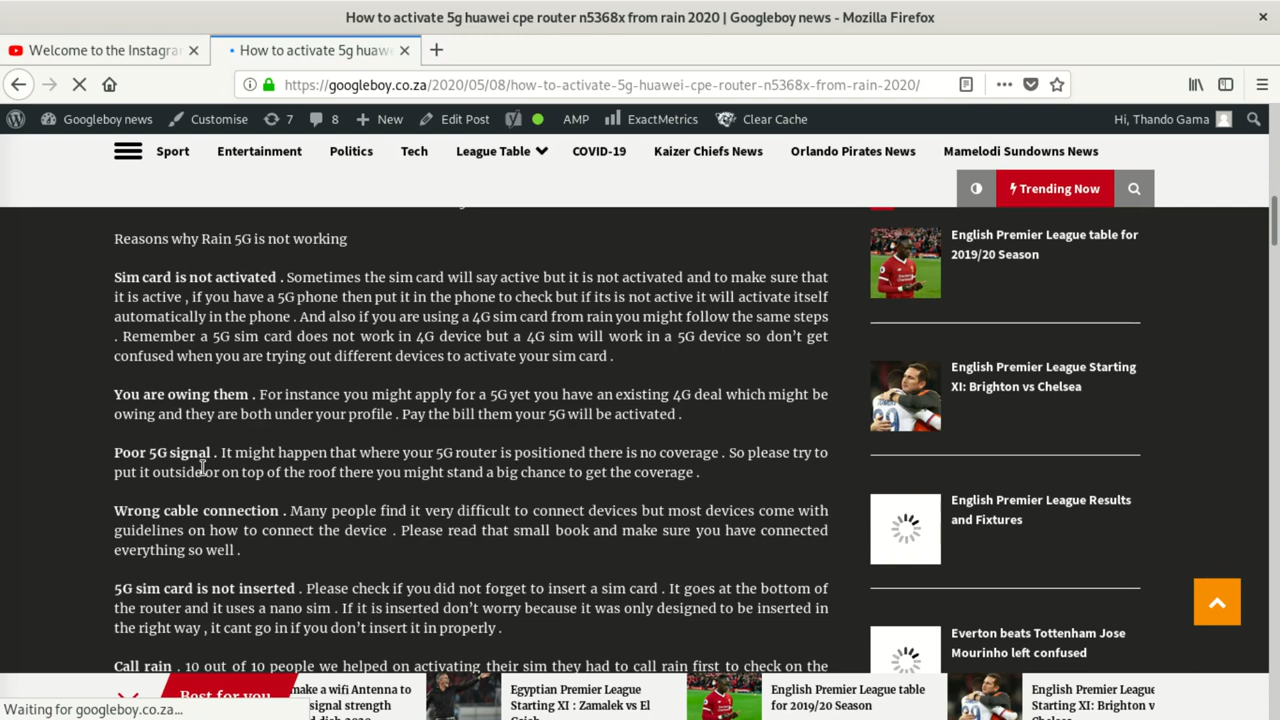 How to activate 5g huawei cpe router n5368x from rain 2020 | Googleboy news - Mozilla Firefox
Welcome to the Instagra
How to activate 5g huaw
https://googleboy.co.za/2020/05/08/how-to-activate-5g-huawei-cpe-router-n5368x-from-rain-2020/
Googleboy news Customise 7 8 New Edit Post AMP ExactMetrics Clear Cache Hi, Thando Gama
Sport Entertainment Politics Tech League Table COVID-19 Kaizer Chiefs News Orlando Pirates News Mamelodi Sundowns News
Trending Now
Reasons why Rain 5G is not working
Sim card is not activated . Sometimes the sim card will say active but it is not activated and to make sure that
it is active , if you have a 5G phone then put it in the phone to check but if its is not active it will activate itself
automatically in the phone . And also if you are using a 4G sim card from rain you might follow the same steps
. Remember a 5G sim card does not work in 4G device but a 4G sim will work in a 5G device so don’t get
confused when you are trying out different devices to activate your sim card .
You are owing them . For instance you might apply for a 5G yet you have an existing 4G deal which might be
owing and they are both under your profile . Pay the bill them your 5G will be activated .
Poor 5G signal . It might happen that where your 5G router is positioned there is no coverage . So please try to
put it outside or on top of the roof there you might stand a big chance to get the coverage .
Wrong cable connection . Many people find it very difficult to connect devices but most devices come with
guidelines on how to connect the device . Please read that small book and make sure you have connected
everything so well .
5G sim card is not inserted . Please check if you did not forget to insert a sim card . It goes at the bottom of
the router and it uses a nano sim . If it is inserted don’t worry because it was only designed to be inserted in
the right way , it cant go in if you don’t insert it in properly .
Call rain . 10 out of 10 people we helped on activating their sim they had to call rain first to check on the
English Premier League table for
2019/20 Season
English Premier League Starting
XI: Brighton vs Chelsea
English Premier League Results
and Fixtures
Everton beats Tottenham Jose
Mourinho left confused
Best for you
make a wifi Antenna to
signal strength
Egyptian Premier League
Starting XI : Zamalek vs El
English Premier League table
for 2019/20 Season
English Premier League
Starting XI: Brighton vs
Waiting for googleboy.co.za...